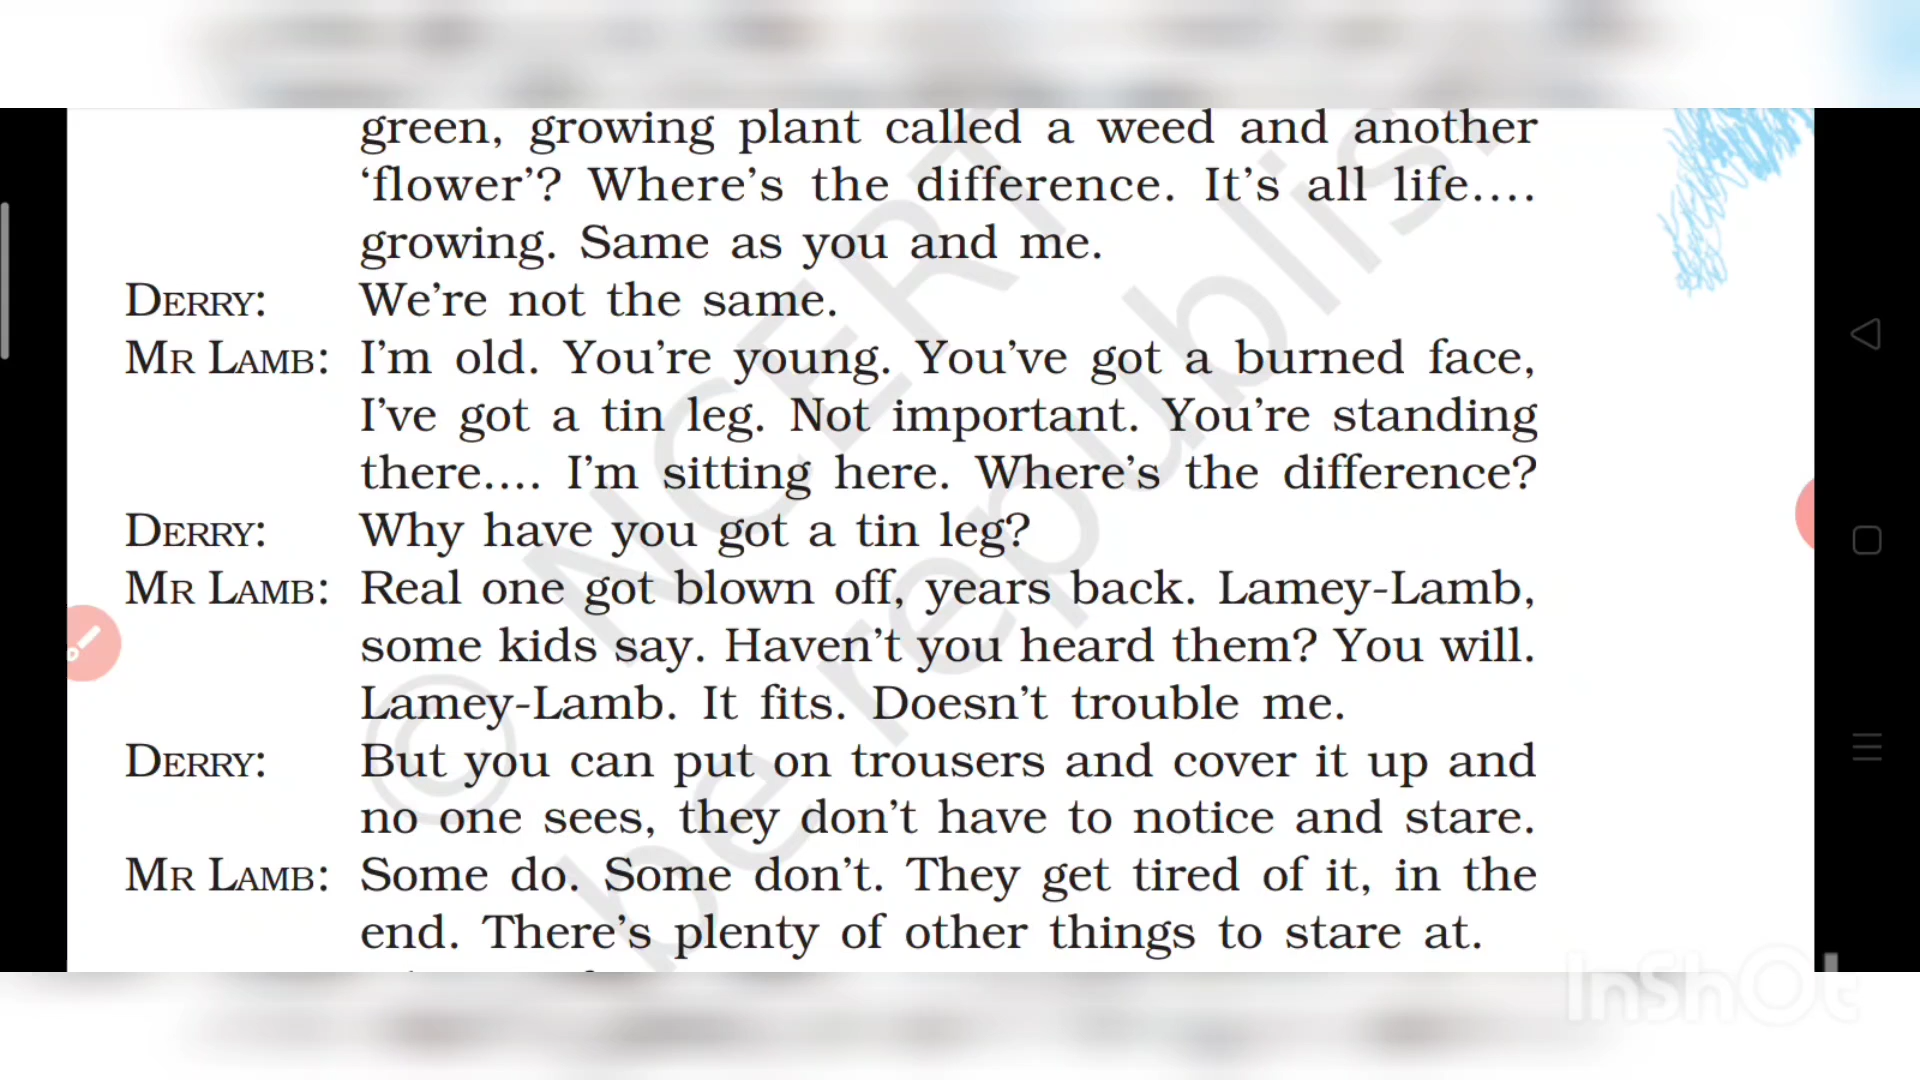 green, growing plant called a weed and another
‘flower’? Where’s the difference. It’s all life....
growing. Same as you and me.
DERRY: We’re not the same.
MR LAMB: I’m old. You’re young. You’ve got a burned face,
I’ve got a tin leg. Not important. You’re standing
there.... I’m sitting here. Where’s the difference?
DERRY: Why have you got a tin leg?
MR LAMB: Real one got blown off, years back. Lamey-Lamb,
some kids say. Haven’t you heard them? You will.
Lamey-Lamb. It fits. Doesn’t trouble me.
DERRY: But you can put on trousers and cover it up and
no one sees, they don’t have to notice and stare.
MR LAMB: Some do. Some don’t. They get tired of it, in the
end. There’s plenty of other things to stare at.
© NCERT
be republis
InShOt